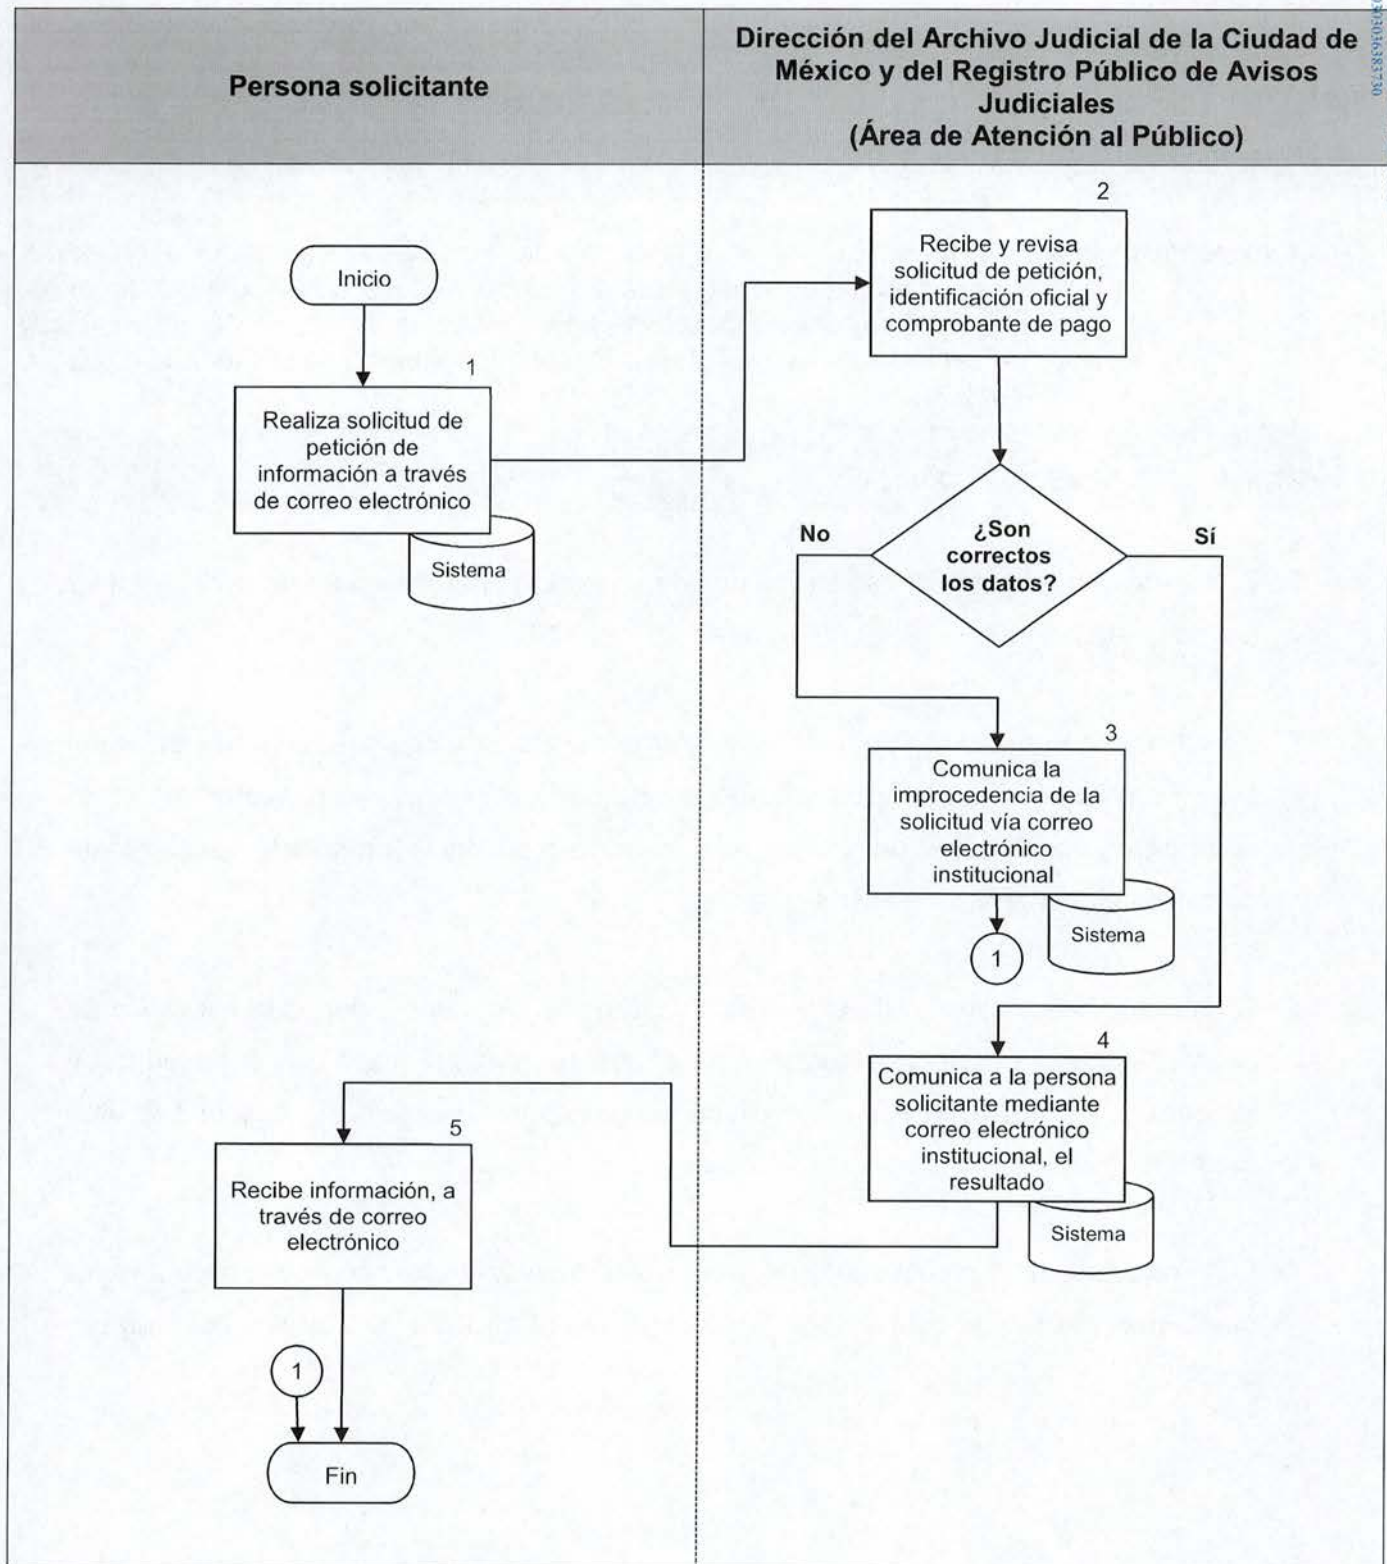 Persona solicitante
Dirección del Archivo Judicial de la Ciudad de
México y del Registro Público de Avisos
Judiciales
(Área de Atención al Público)
Inicio
1
Realiza solicitud de
petición de
información a través
de correo electrónico
Sistema
2
Recibe y revisa
solicitud de petición,
identificación oficial y
comprobante de pago
¿Son
correctos
los datos?
No
Sí
3
Comunica la
improcedencia de la
solicitud vía correo
electrónico
institucional
Sistema
1
4
Comunica a la persona
solicitante mediante
correo electrónico
institucional, el
resultado
Sistema
5
Recibe información, a
través de correo
electrónico
1
Fin